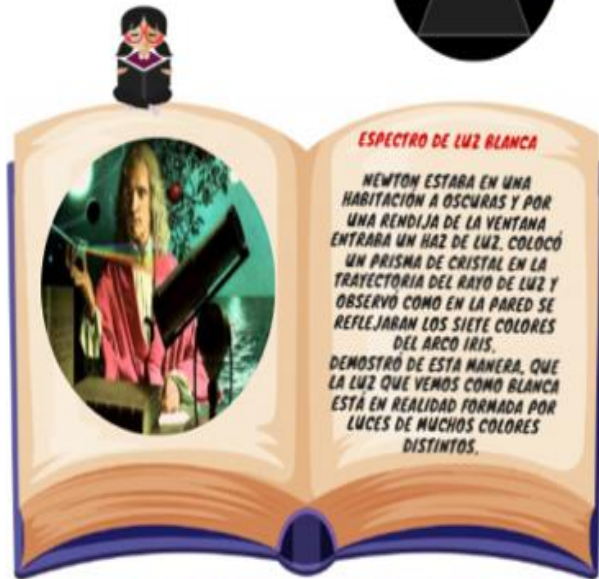 ESPECTRO DE LUZ BLANCA
NEWTON ESTABA EN UNA
HABITACIÓN A OSCURAS Y POR
UNA RENDIJA DE LA VENTANA
ENTRABA UN HAZ DE LUZ. COLOCÓ
UN PRISMA DE CRISTAL EN LA
TRAYECTORIA DEL RAYO DE LUZ Y
OBSERVÓ COMO EN LA PARED SE
REFLEJABAN LOS SIETE COLORES
DEL ARCO IRIS.
DEMOSTRÓ DE ESTA MANERA, QUE
LA LUZ QUE VEMOS COMO BLANCA
ESTÁ EN REALIDAD FORMADA POR
LUCES DE MUCHOS COLORES
DISTINTOS.